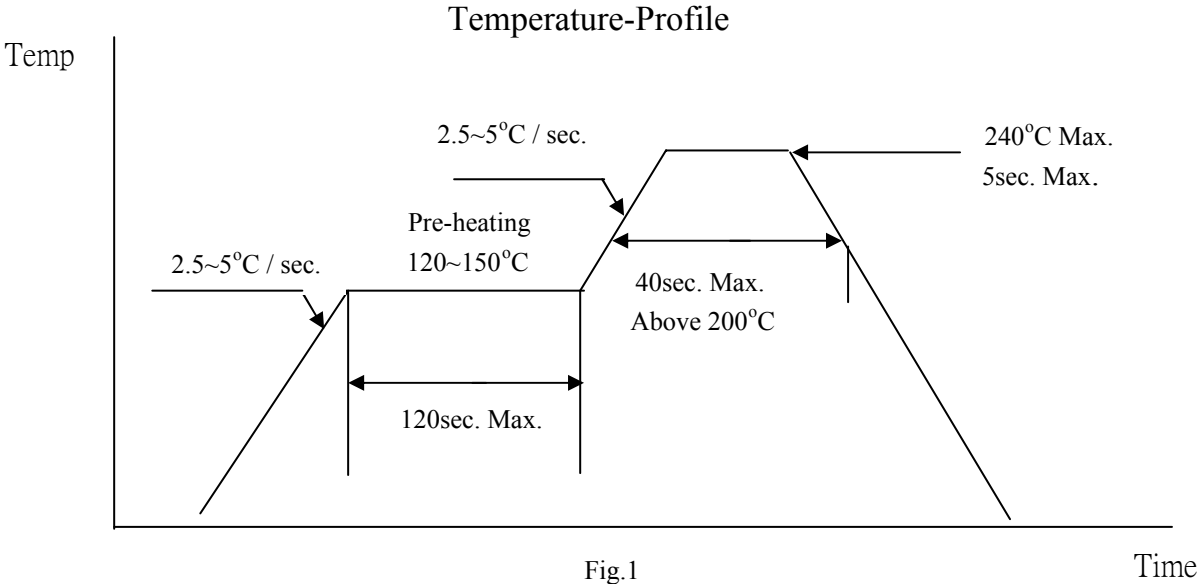 Temperature-Profile
Temp
2.5~5°C / sec.
240°C Max.
5sec. Max.
Pre-heating
120~150°C
2.5~5°C / sec.
40sec. Max.
Above 200°C
120sec. Max.
Fig.1
Time